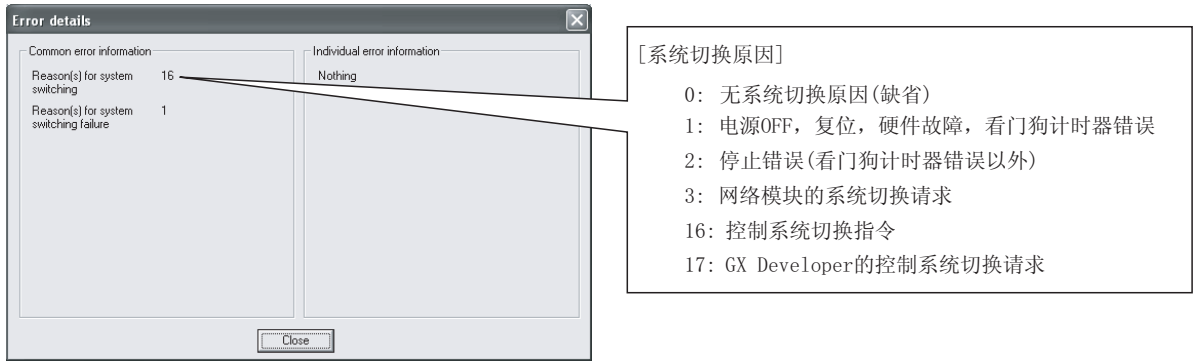 Error details
Common error information
Reason(s) for system switching 16
Reason(s) for system switching failure 1
Individual error information
Nothing
Close
[系统切换原因]
0: 无系统切换原因(缺省)
1: 电源OFF，复位，硬件故障，看门狗计时器错误
2: 停止错误(看门狗计时器错误以外)
3: 网络模块的系统切换请求
16: 控制系统切换指令
17: GX Developer的控制系统切换请求